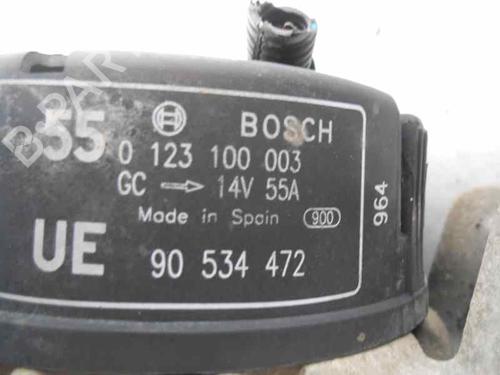 55 BOSCH
0 123 100 003
GC → 14V 55A
Made in Spain 900
964
UE 90 534 472